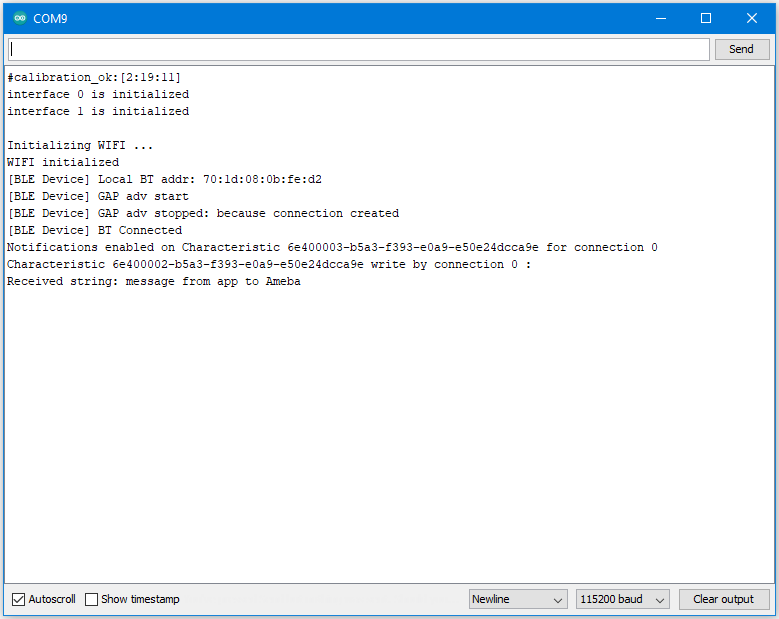 COM9
Send
#calibration_ok:[2:19:11]
interface 0 is initialized
interface 1 is initialized
Initializing WIFI ...
WIFI initialized
[BLE Device] Local BT addr: 70:1d:08:0b:fe:d2
[BLE Device] GAP adv start
[BLE Device] GAP adv stopped: because connection created
[BLE Device] BT Connected
Notifications enabled on Characteristic 6e400003-b5a3-f393-e0a9-e50e24dcca9e for connection 0
Characteristic 6e400002-b5a3-f393-e0a9-e50e24dcca9e write by connection 0 :
Received string: message from app to Ameba
Autoscroll Show timestamp Newline 115200 baud Clear output